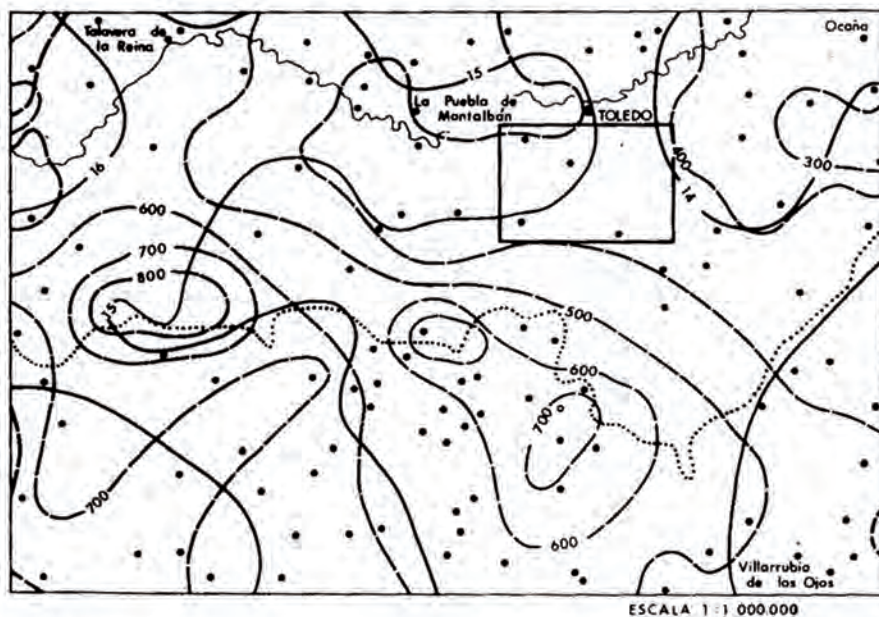 Talavera de
la Reina
Ocaña
15
La Puebla de
Montalbán
TOLEDO
400
300
16
14
600
700
800
15
500
600
700
700
600
Villarrubia
de los Ojos
ESCALA 1:1 000.000